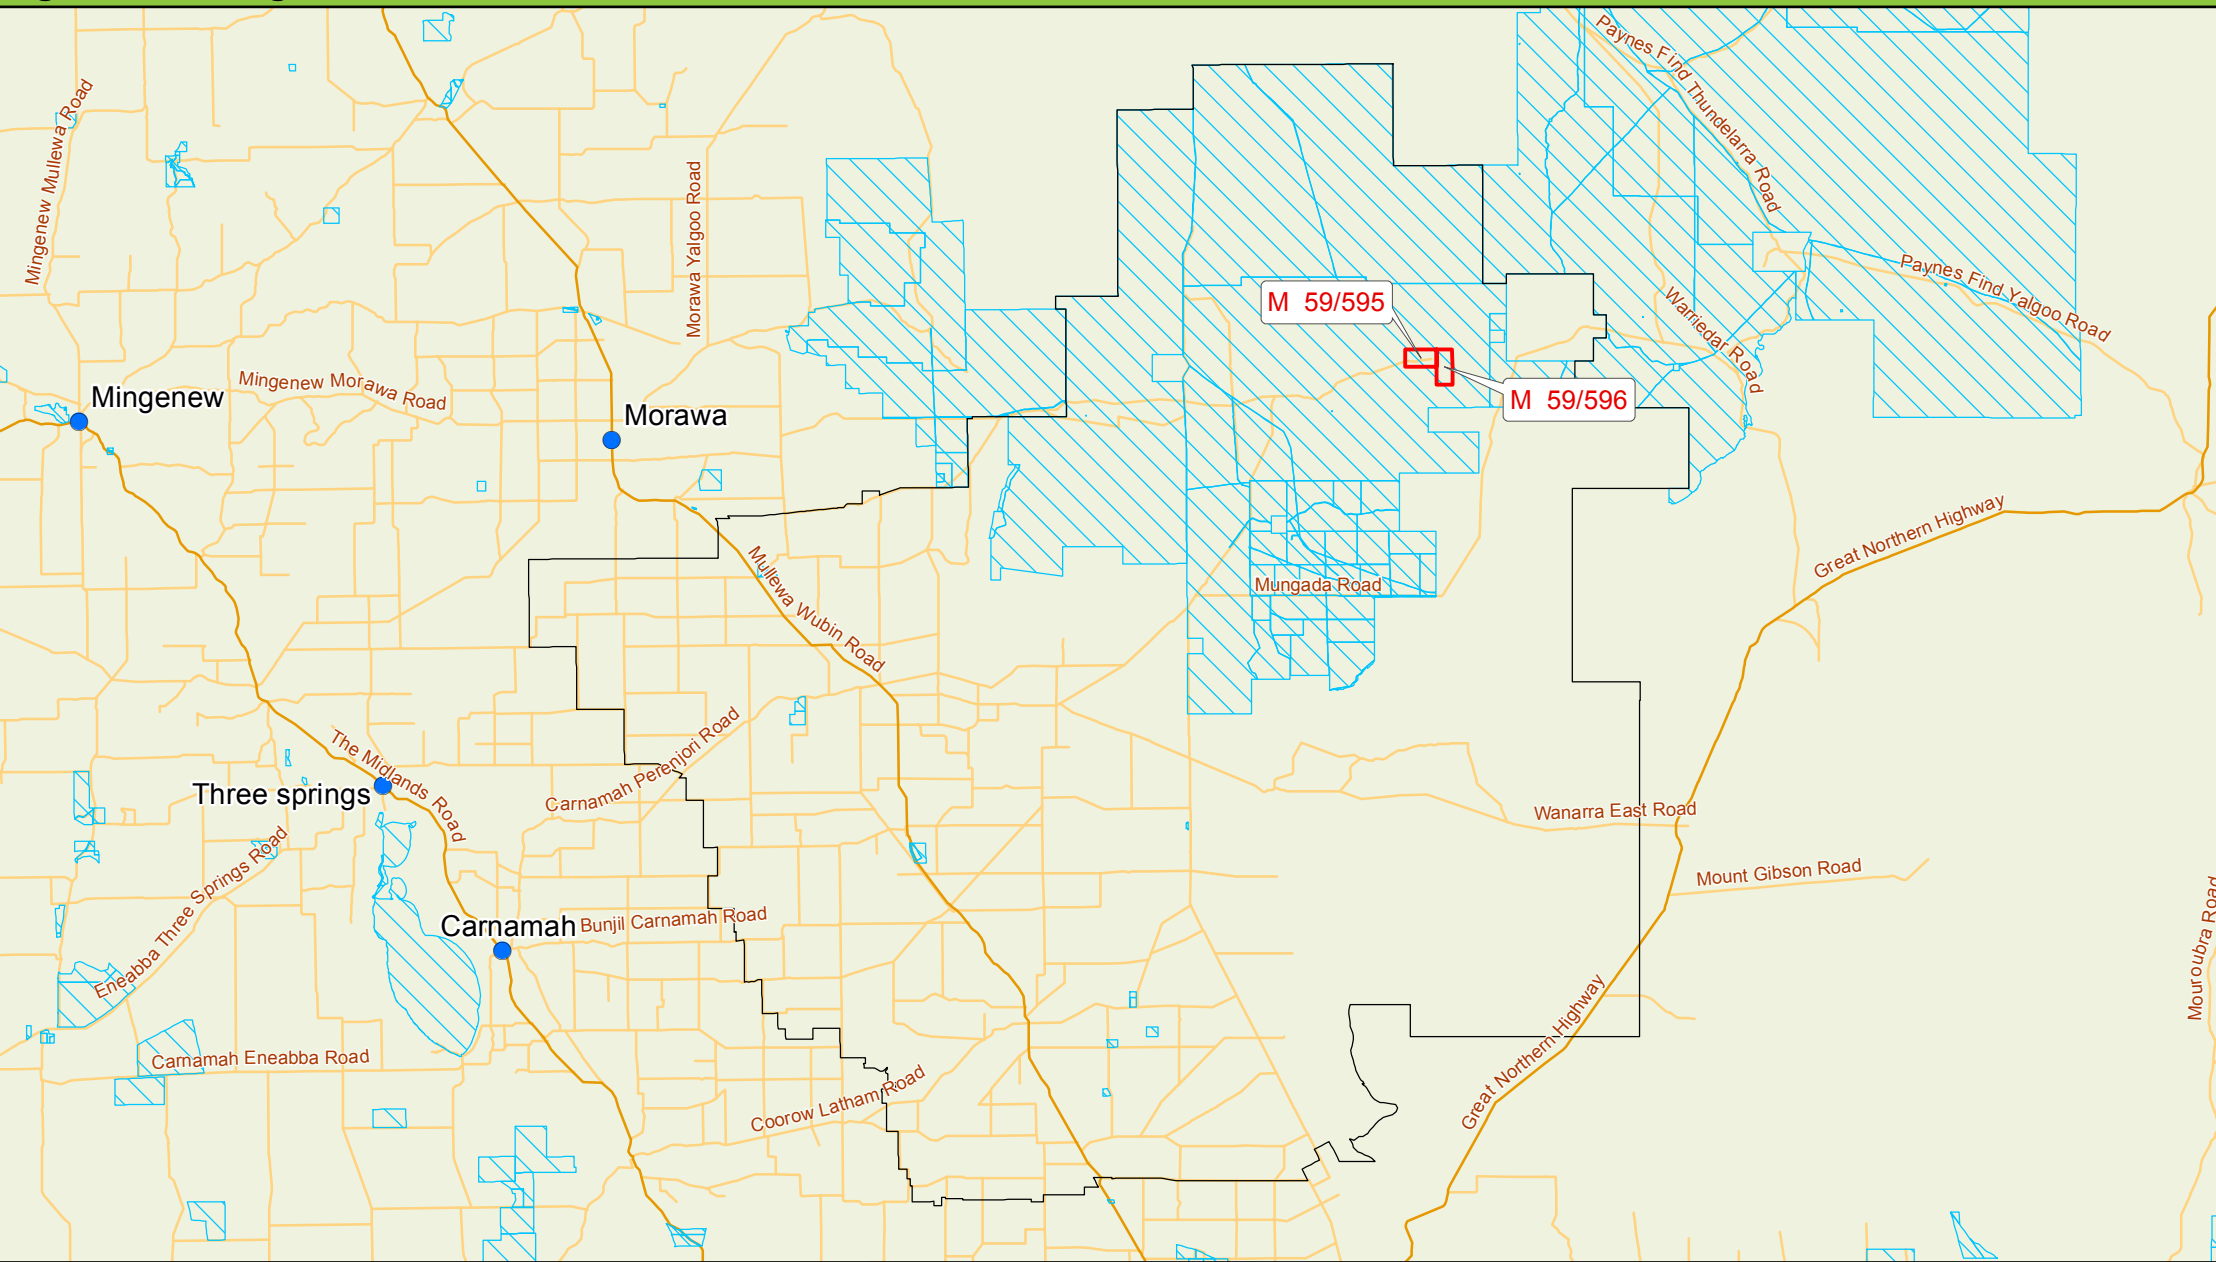 Paynes Find Thundelarra Road
Mingenew Mullewa Road
Morawa Yalgoo Road
Paynes Find Yalgoo Road
M 59/595
Warriedar Road
Mingenew Morawa Road
Mingenew
M 59/596
Morawa
Great Northern Highway
Mungada Road
Mullewa Wubin Road
Carnamah Perenjori Road
The Midlands Road
Three springs
Wanarra East Road
Mount Gibson Road
Eneabba Three Springs Road
Carnamah
Bunjil Carnamah Road
Mouroubra Road
Great Northern Highway
Carnamah Eneabba Road
Coorow Latham Road